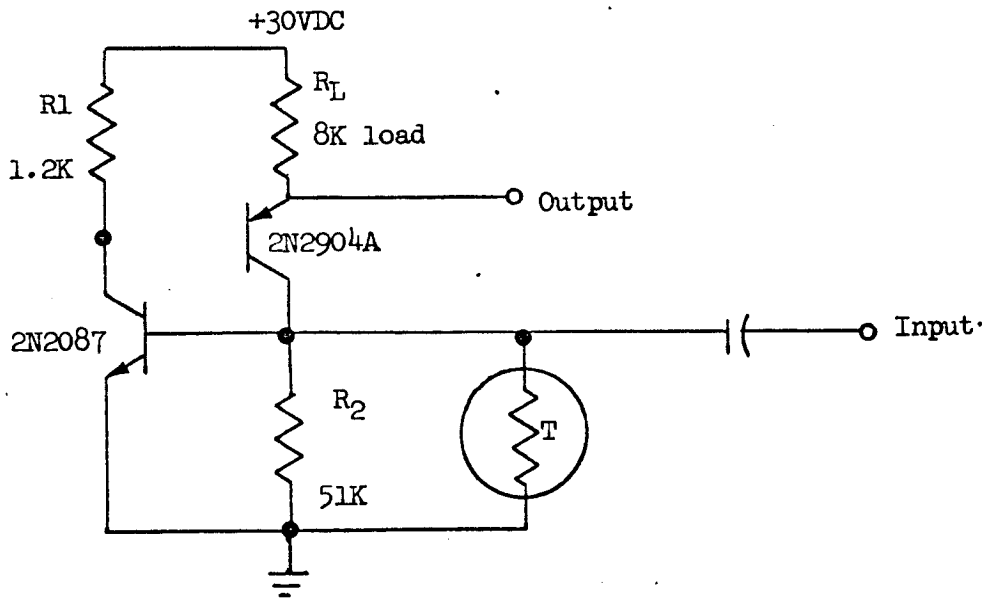 +30VDC
R1
1.2K
RL
8K load
Output
2N2904A
2N2087
Input
R2
51K
T